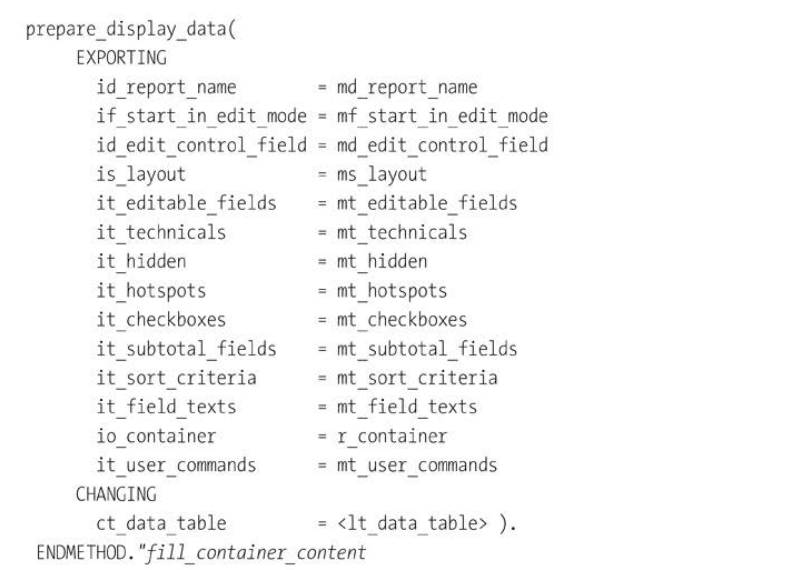 prepare_display_data(
EXPORTING
id_report_name = md_report_name
if_start_in_edit_mode = mf_start_in_edit_mode
id_edit_control_field = md_edit_control_field
is_layout = ms_layout
it_editable_fields = mt_editable_fields
it_technicals = mt_technicals
it_hidden = mt_hidden
it_hotspots = mt_hotspots
it_checkboxes = mt_checkboxes
it_subtotal_fields = mt_subtotal_fields
it_sort_criteria = mt_sort_criteria
it_field_texts = mt_field_texts
io_container = r_container
it_user_commands = mt_user_commands
CHANGING
ct_data_table = <lt_data_table> ).
ENDMETHOD."fill_container_content